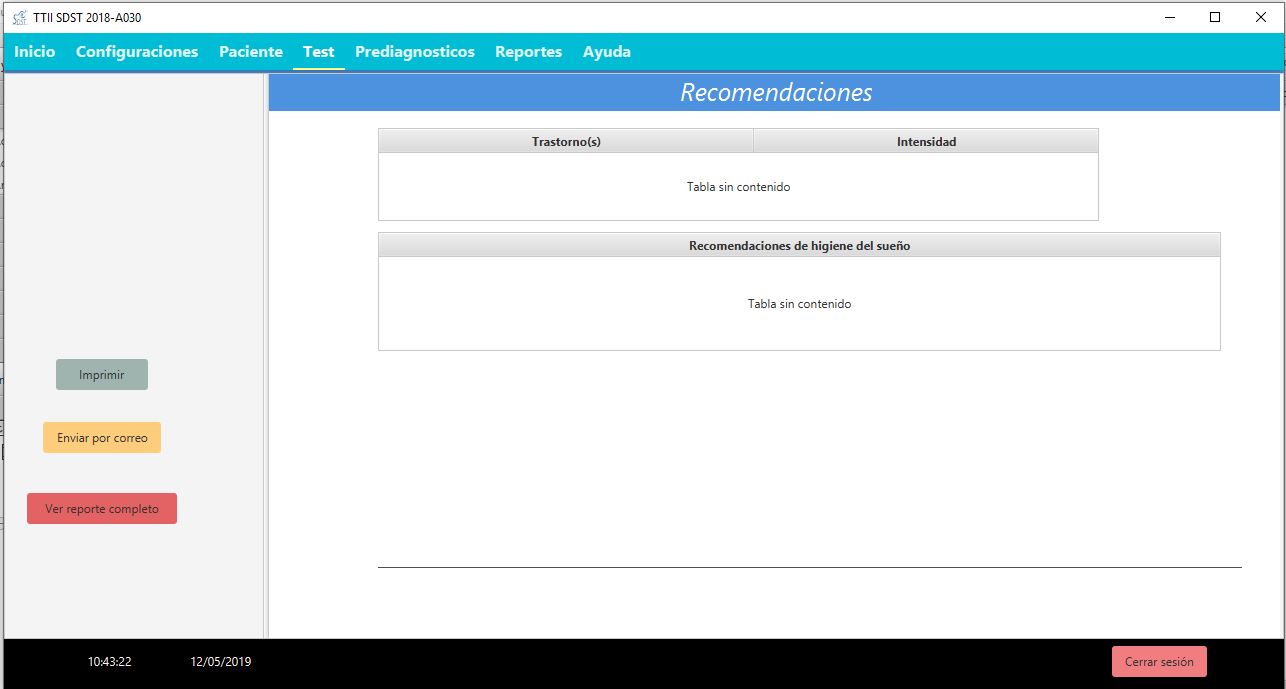 TTII SDST 2018-A030
Inicio Configuraciones Paciente Test Prediagnosticos Reportes Ayuda
Recomendaciones
Trastorno(s) Intensidad
Tabla sin contenido
Recomendaciones de higiene del sueño
Tabla sin contenido
Imprimir
Enviar por correo
Ver reporte completo
10:43:22 12/05/2019 Cerrar sesión